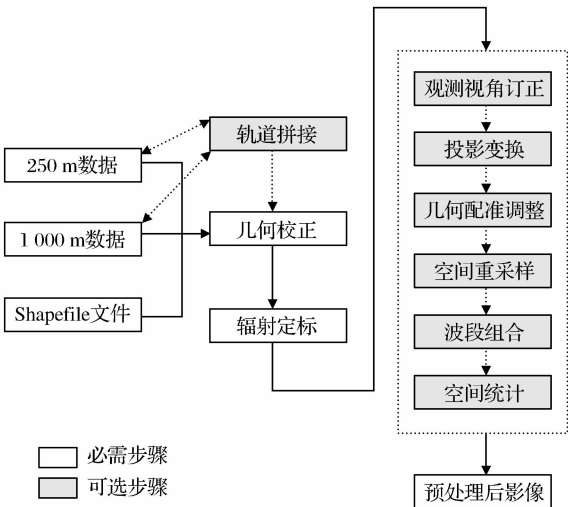 250 m数据
1 000 m数据
Shapefile文件
轨道拼接
几何校正
辐射定标
观测视角订正
投影变换
几何配准调整
空间重采样
波段组合
空间统计
预处理后影像
必需步骤
可选步骤